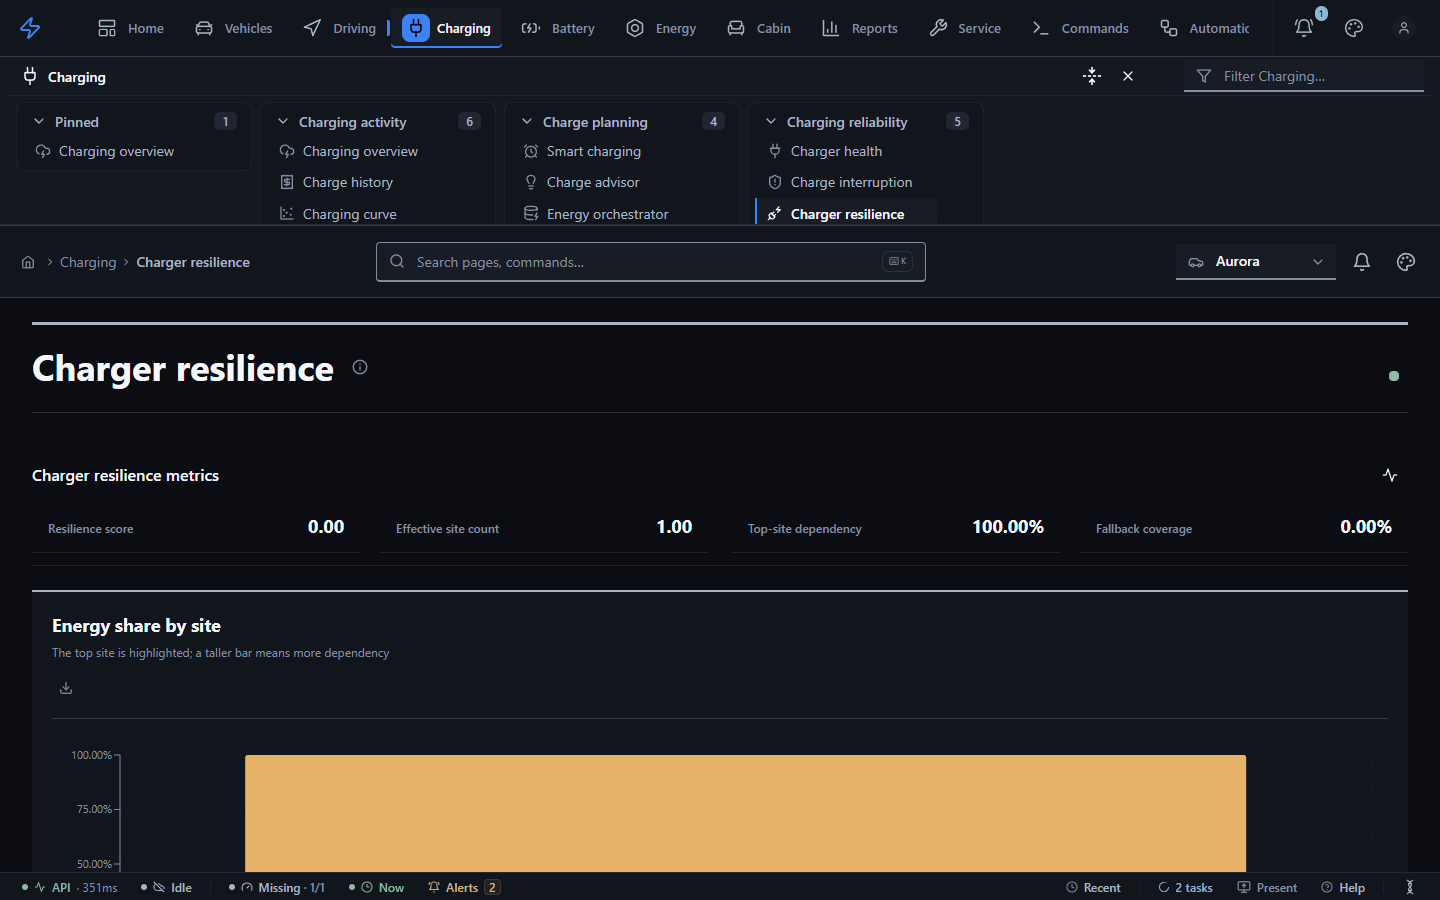 Home Vehicles Driving Charging Battery Energy Cabin Reports Service Commands Automatic 1
Charging Filter Charging...
Pinned 1
Charging overview
Charging activity 6
Charging overview
Charge history
Charging curve
Charge planning 4
Smart charging
Charge advisor
Energy orchestrator
Charging reliability 5
Charger health
Charge interruption
Charger resilience
Charging Charger resilience Search pages, commands... K Aurora
Charger resilience
Charger resilience metrics
Resilience score 0.00 Effective site count 1.00 Top-site dependency 100.00% Fallback coverage 0.00%
Energy share by site
The top site is highlighted; a taller bar means more dependency
100.00%
75.00%
50.00%
API · 351ms Idle Missing · 1/1 Now Alerts 2 Recent 2 tasks Present Help